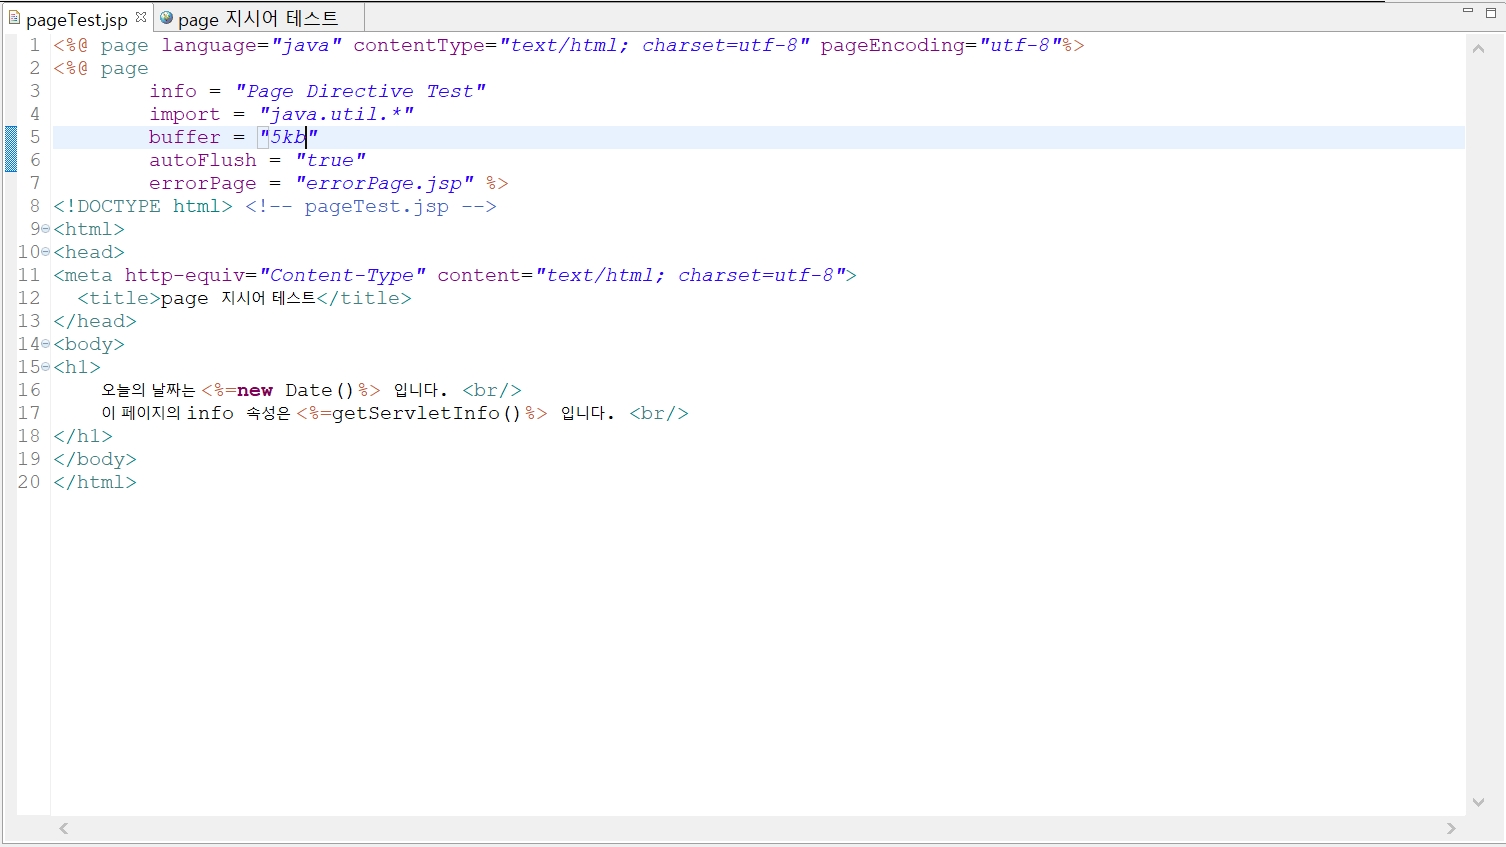 pageTest.jsp page 지시어 테스트
1 <%@ page language="java" contentType="text/html; charset=utf-8" pageEncoding="utf-8"%>
2 <%@ page
3 info = "Page Directive Test"
4 import = "java.util.*"
5 buffer = "5kb"
6 autoFlush = "true"
7 errorPage = "errorPage.jsp" %>
8 <!DOCTYPE html> <!-- pageTest.jsp -->
9 <html>
10 <head>
11 <meta http-equiv="Content-Type" content="text/html; charset=utf-8">
12 <title>page 지시어 테스트</title>
13 </head>
14 <body>
15 <h1>
16 오늘의 날짜는 <%=new Date()%> 입니다. <br/>
17 이 페이지의 info 속성은 <%=getServletInfo()%> 입니다. <br/>
18 </h1>
19 </body>
20 </html>